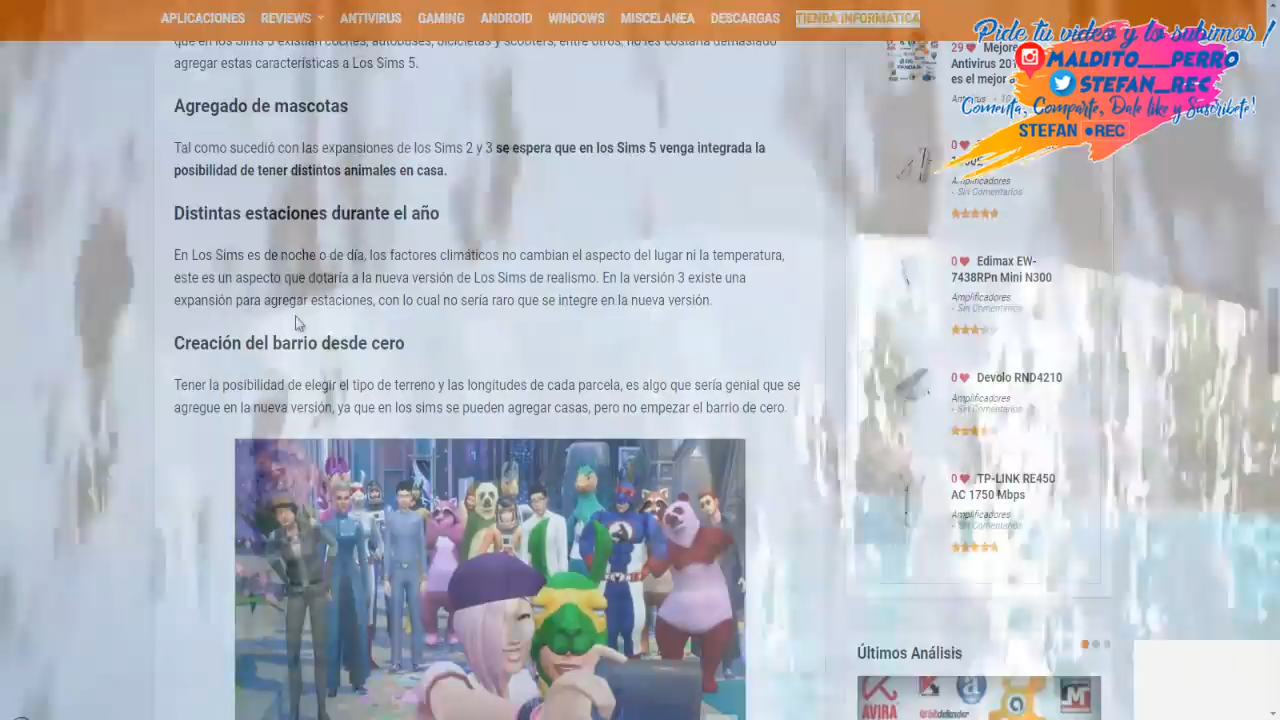 APLICACIONES REVIEWS ANTIVIRUS GAMING ANDROID WINDOWS MISCELANEA DESCARGAS TIENDA INFORMATICA
que en los sims 3 existían coches, autobuses, bicicletas y scooters, entre otros, no les costaría demasiado
agregar estas características a Los Sims 5.
Agregado de mascotas
Tal como sucedió con las expansiones de los Sims 2 y 3 se espera que en los Sims 5 venga integrada la
posibilidad de tener distintos animales en casa.
Distintas estaciones durante el año
En Los Sims es de noche o de día, los factores climáticos no cambian el aspecto del lugar ni la temperatura,
este es un aspecto que dotaría a la nueva versión de Los Sims de realismo. En la versión 3 existe una
expansión para agregar estaciones, con lo cual no sería raro que se integre en la nueva versión.
Creación del barrio desde cero
Tener la posibilidad de elegir el tipo de terreno y las longitudes de cada parcela, es algo que sería genial que se
agregue en la nueva versión, ya que en los sims se pueden agregar casas, pero no empezar el barrio de cero.
Pide tu video y lo subimos !
MALDITO__PERRO
STEFAN_REC
Comenta, Comparte, Dale like y Suscribete!
STEFAN REC
29 Mejore
Antivirus
es el mejor
0
Amplificadores
- Sin Comentarios
0 Edimax EW-
7438RPn Mini N300
Amplificadores
- Sin Comentarios
0 Devolo RND4210
Amplificadores
- Sin Comentarios
0 TP-LINK RE450
AC 1750 Mbps
Amplificadores
- Sin Comentarios
Últimos Análisis
AVIRA
Bitdefender